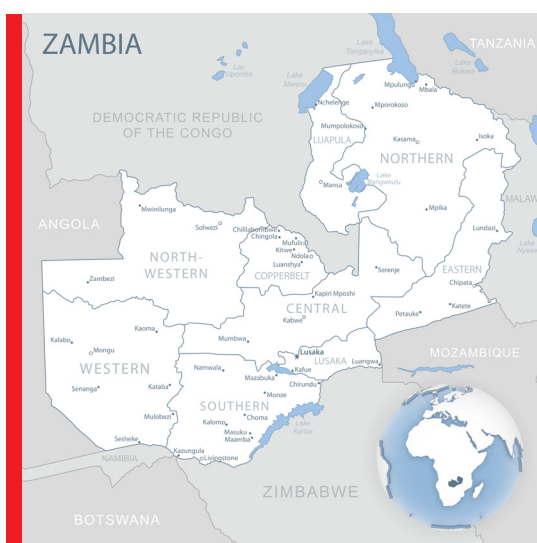 ZAMBIA
TANZANIA
Lake
Tanganyika
Lake
Rukwa
Lac
Upemba
Lake
Mweru
DEMOCRATIC REPUBLIC
OF THE CONGO
Mpulungu
Mbala
Nchelenge
Mporokoso
Mumpolokoso
Kasama
Isoka
LUAPULA
NORTHERN
Lake
Bangweulu
Mansa
MALAW
Mwinilunga
Mpika
ANGOLA
Solwezi
Chililabombwe
Chingola
Mufulira
Kitwe
Ndola
Luanshya
COPPERBELT
NORTH-
WESTERN
Lundazi
Lake
Nyasa
Serenje
EASTERN
Chipata
Zambezi
Kapiri Mposhi
CENTRAL
Kabwe
Petauke
Katete
Kaoma
Kalabo
Mumbwa
Mongu
Lusaka
LUSAKA
Luangwa
MOZAMBIQUE
WESTERN
Namwala
Kafue
Mazabuka
Chirundu
Senanga
Kataba
Monze
SOUTHERN
Mulobezi
Choma
Kalomo
Lake
Kariba
Masuku
Maamba
Sesheke
Kazungula
Livingstone
NAMIBIA
ZIMBABWE
BOTSWANA